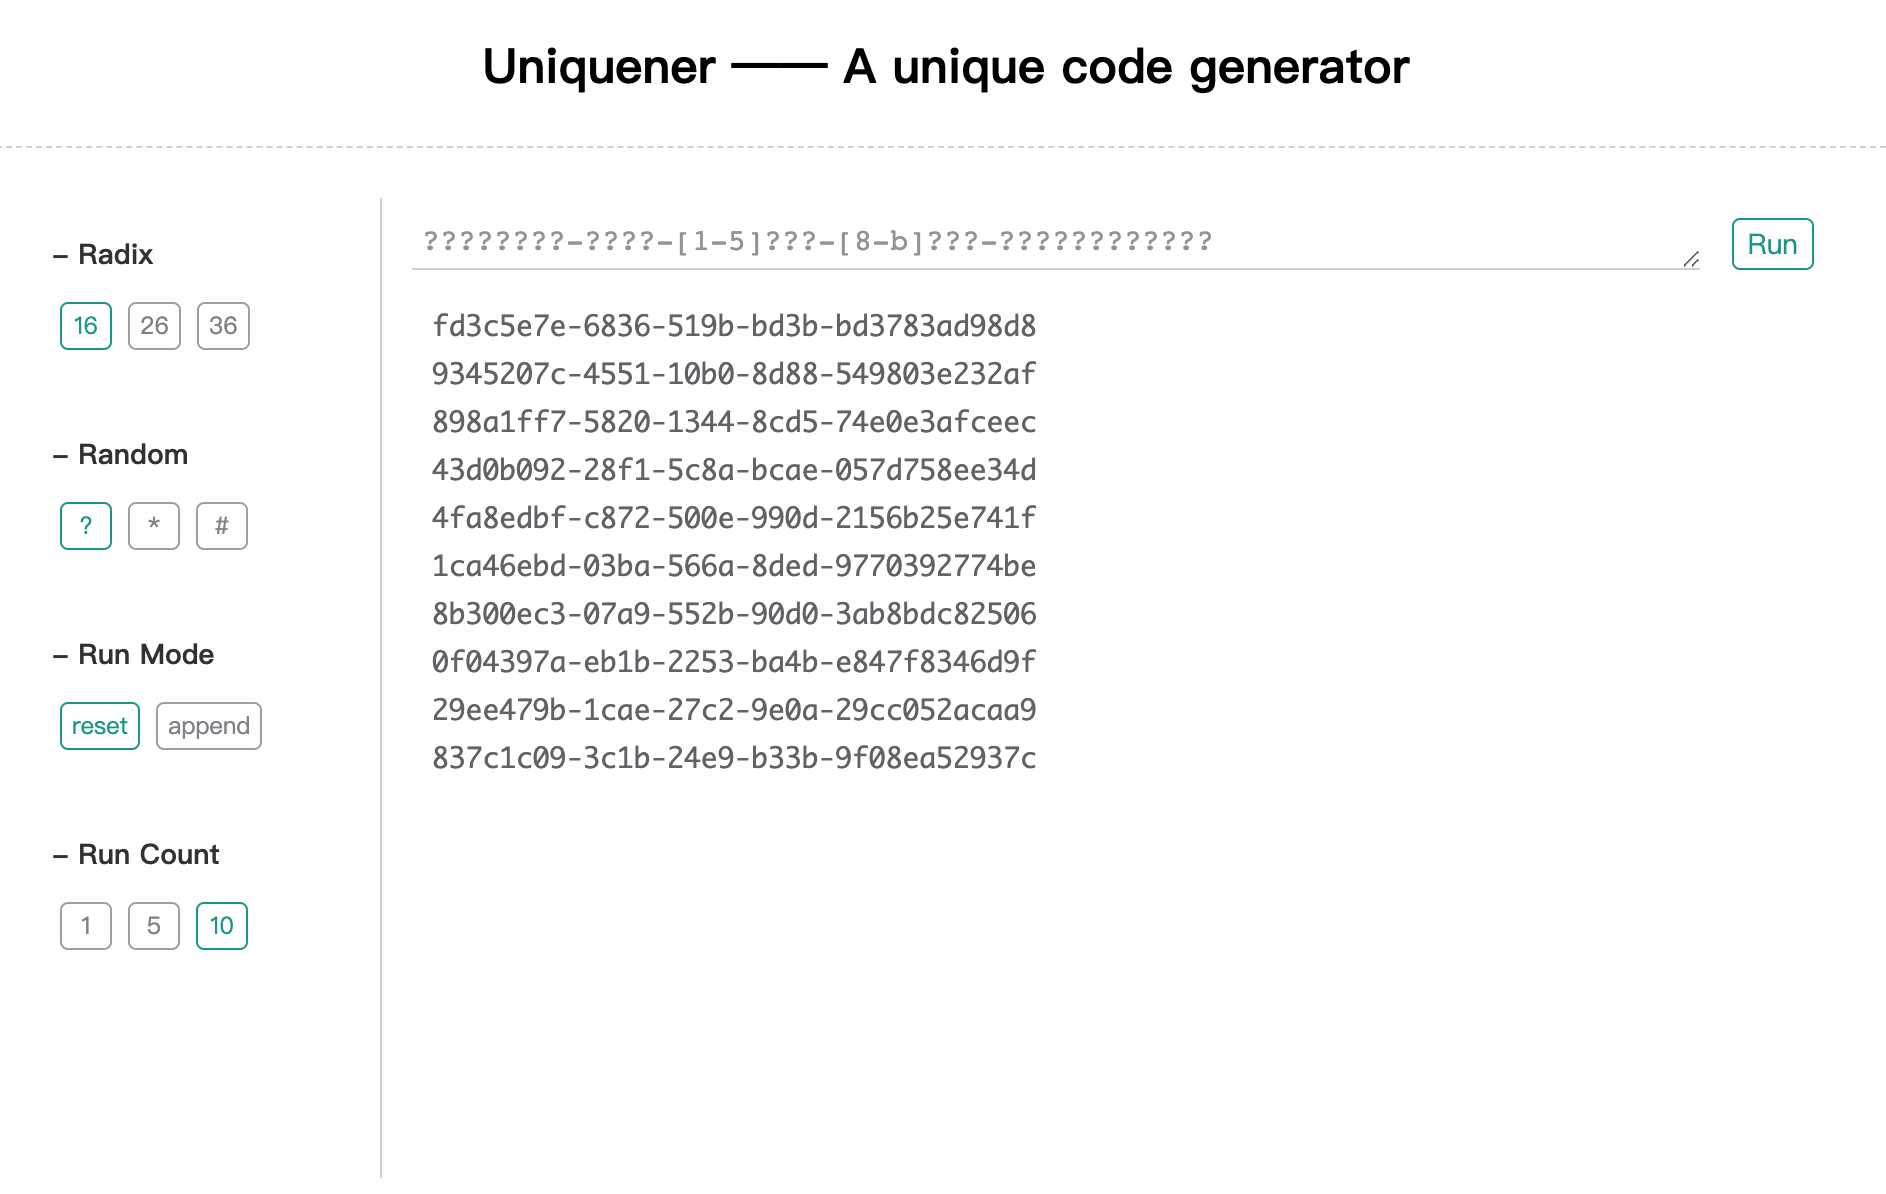 Uniquener —— A unique code generator
– Radix
16 26 36
– Random
? * #
– Run Mode
reset append
– Run Count
1 5 10
????????-????-[1-5]???-[8-b]???-????????????
Run
fd3c5e7e-6836-519b-bd3b-bd3783ad98d8
9345207c-4551-10b0-8d88-549803e232af
898a1ff7-5820-1344-8cd5-74e0e3afceec
43d0b092-28f1-5c8a-bcae-057d758ee34d
4fa8edbf-c872-500e-990d-2156b25e741f
1ca46ebd-03ba-566a-8ded-9770392774be
8b300ec3-07a9-552b-90d0-3ab8bdc82506
0f04397a-eb1b-2253-ba4b-e847f8346d9f
29ee479b-1cae-27c2-9e0a-29cc052acaa9
837c1c09-3c1b-24e9-b33b-9f08ea52937c